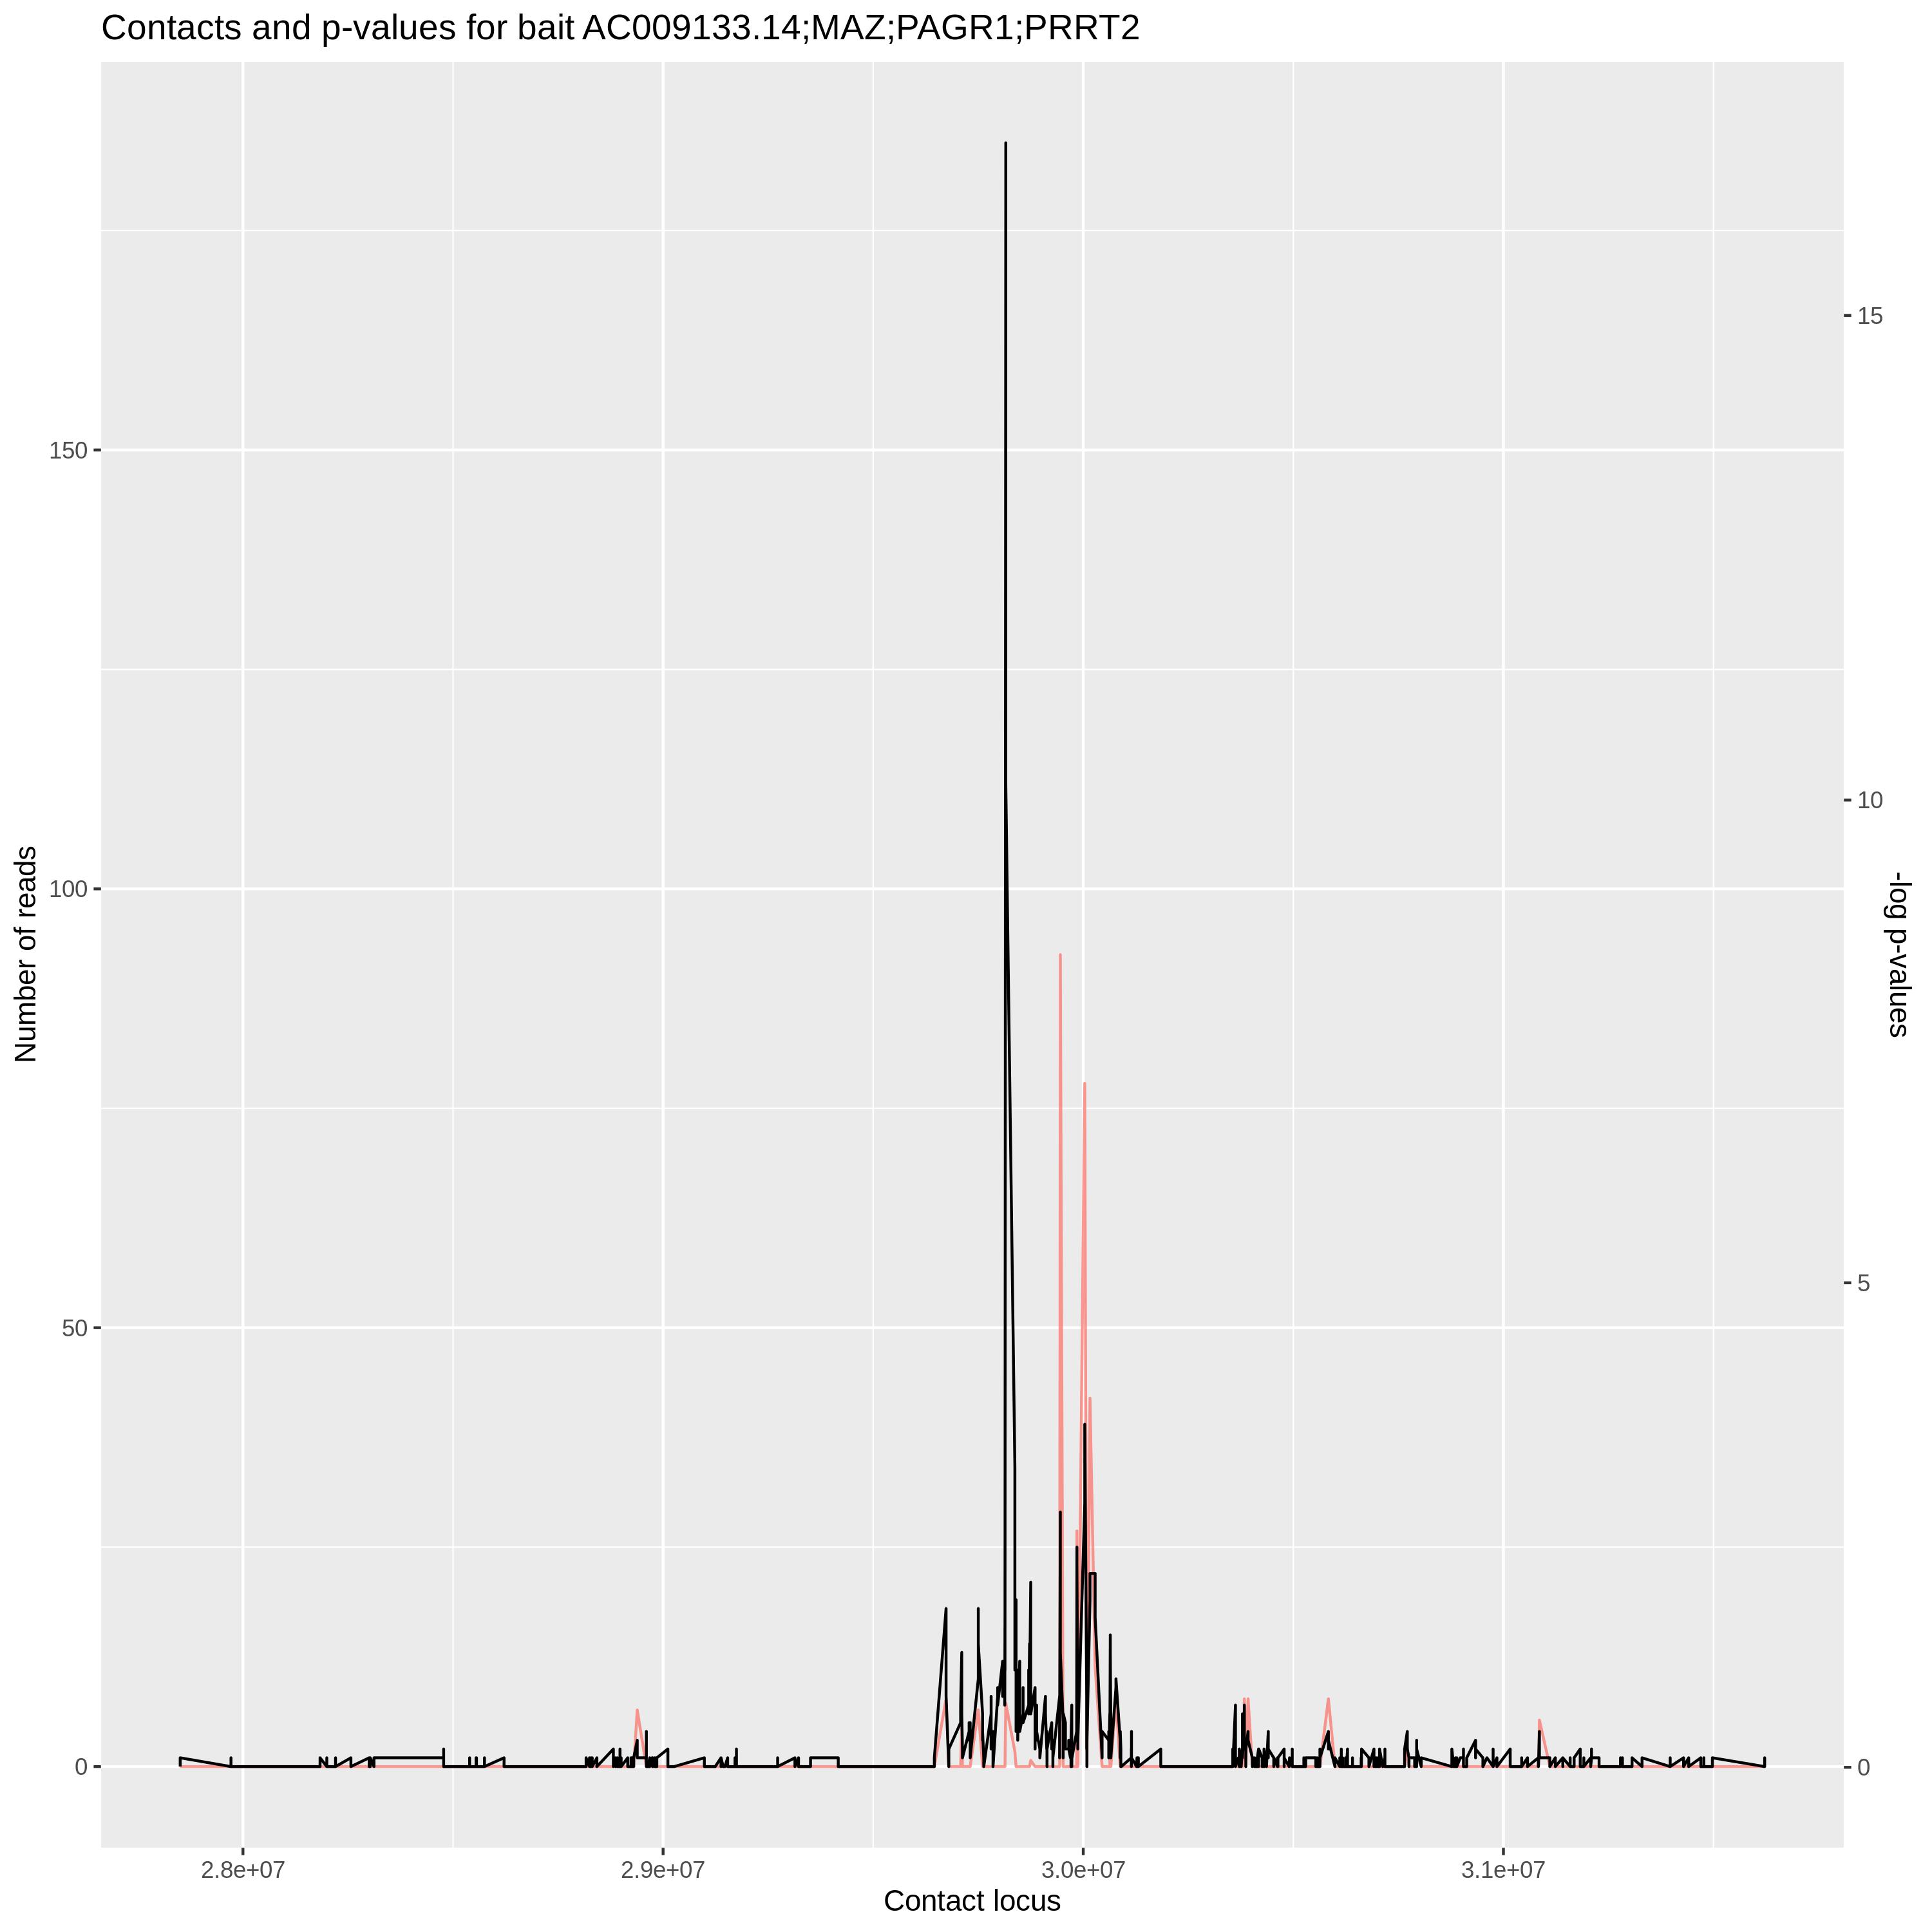 Contacts and p-values for bait AC009133.14;MAZ;PAGR1;PRRT2
15
150
10
100
Number of reads
-log p-values
5
50
0
0
2.8e+07
2.9e+07
3.0e+07
3.1e+07
Contact locus